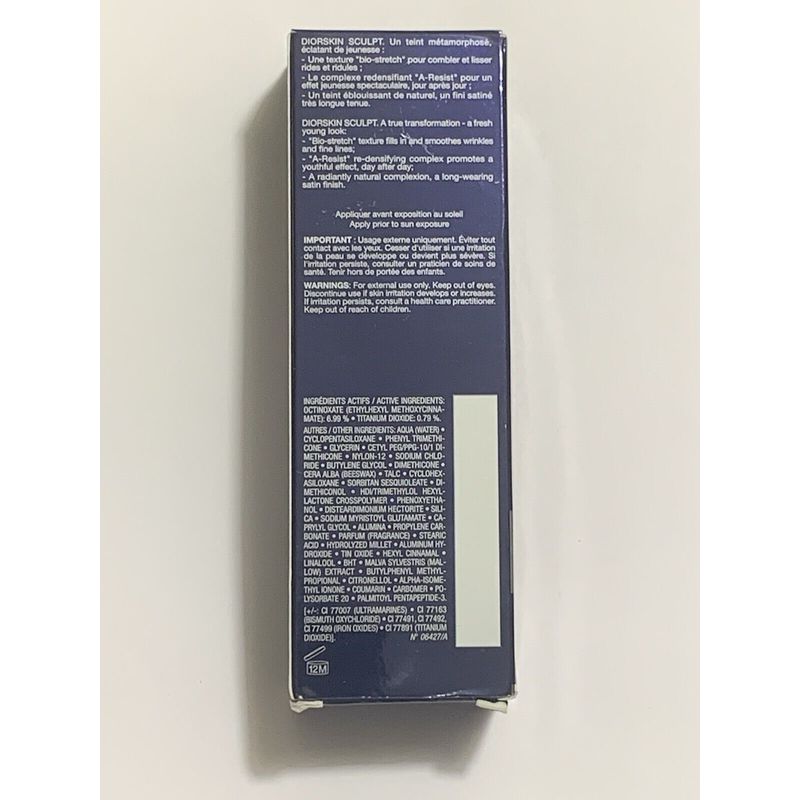 DIORSKIN SCULPT. Un teint métamorphosé,
éclatant de jeunesse :
- Une texture "bio-stretch" pour combler et lisser
rides et ridules ;
- Le complexe redensifiant "A-Resist" pour un
effet jeunesse spectaculaire, jour après jour ;
- Un teint éblouissant de naturel, un fini satiné
très longue tenue.
DIORSKIN SCULPT. A true transformation - a fresh
young look:
- "Bio-stretch" texture fills in and smoothes wrinkles
and fine lines;
- "A-Resist" re-densifying complex promotes a
youthful effect, day after day;
- A radiantly natural complexion, a long-wearing
satin finish.
Appliquer avant exposition au soleil
Apply prior to sun exposure
IMPORTANT : Usage externe uniquement. Éviter tout
contact avec les yeux. Cesser d'utiliser si une irritation
de la peau se développe ou devient plus sévère. Si
l'irritation persiste, consulter un praticien de soins de
santé. Tenir hors de portée des enfants.
WARNINGS: For external use only. Keep out of eyes.
Discontinue use if skin irritation develops or increases.
If irritation persists, consult a health care practitioner.
Keep out of reach of children.
INGRÉDIENTS ACTIFS / ACTIVE INGREDIENTS:
OCTINOXATE (ETHYLHEXYL METHOXYCINNA-
MATE): 6.99 % • TITANIUM DIOXIDE: 0.79 %.
AUTRES / OTHER INGREDIENTS: AQUA (WATER) •
CYCLOPENTASILOXANE • PHENYL TRIMETHI-
CONE • GLYCERIN • CETYL PEG/PPG-10/1 DI-
METHICONE • NYLON-12 • SODIUM CHLO-
RIDE • BUTYLENE GLYCOL • DIMETHICONE •
CERA ALBA (BEESWAX) • TALC • CYCLOHEX-
ASILOXANE • SORBITAN SESQUIOLEATE • DI-
METHICONOL • HDI/TRIMETHYLOL HEXYL-
LACTONE CROSSPOLYMER • PHENOXYETHA-
NOL • DISTEARDIMONIUM HECTORITE • SILI-
CA • SODIUM MYRISTOYL GLUTAMATE • CA-
PRYLYL GLYCOL • ALUMINA • PROPYLENE CAR-
BONATE • PARFUM (FRAGRANCE) • STEARIC
ACID • HYDROLYZED MILLET • ALUMINUM HY-
DROXIDE • TIN OXIDE • HEXYL CINNAMAL •
LINALOOL • BHT • MALVA SYLVESTRIS (MAL-
LOW) EXTRACT • BUTYLPHENYL METHYL-
PROPIONAL • CITRONELLOL • ALPHA-ISOME-
THYL IONONE • COUMARIN • CARBOMER • PO-
LYSORBATE 20 • PALMITOYL PENTAPEPTIDE-3.
[+/-: CI 77007 (ULTRAMARINES) • CI 77163
(BISMUTH OXYCHLORIDE) • CI 77491, CI 77492,
CI 77499 (IRON OXIDES) • CI 77891 (TITANIUM
DIOXIDE)]. N° 06427/A
12M